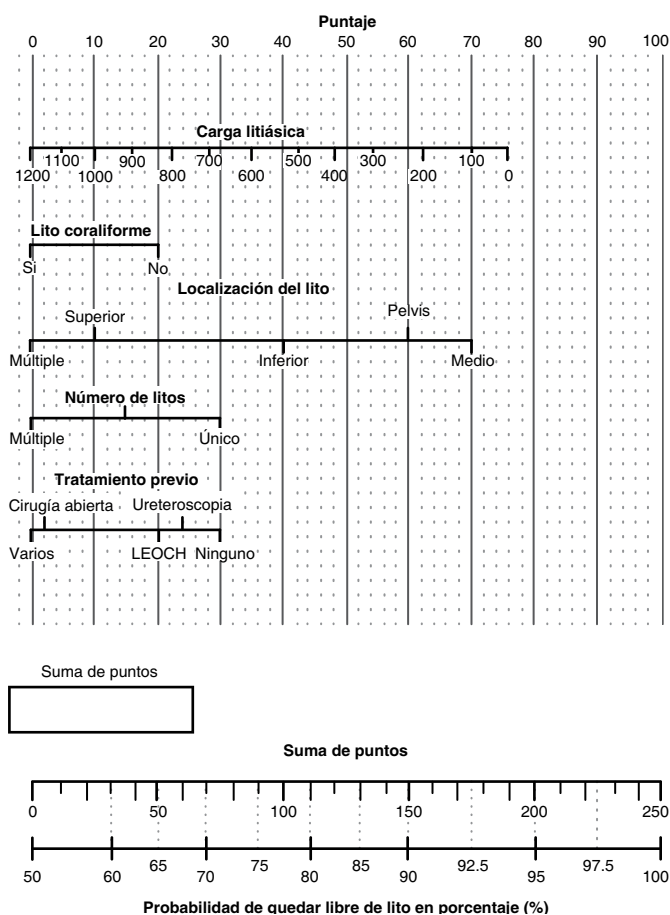 Puntaje
0 10 20 30 40 50 60 70 80 90 100
Carga litiásica
1100 900 700 500 300 100
1200 1000 800 600 400 200 0
Lito coraliforme
Si No
Localización del lito
Superior Pelvis
Múltiple Inferior Medio
Número de litos
Múltiple Único
Tratamiento previo
Cirugía abierta Ureteroscopia
Varios LEOCH Ninguno
Suma de puntos
Suma de puntos
0 50 100 150 200 250
50 60 65 70 75 80 85 90 92.5 95 97.5 100
Probabilidad de quedar libre de lito en porcentaje (%)